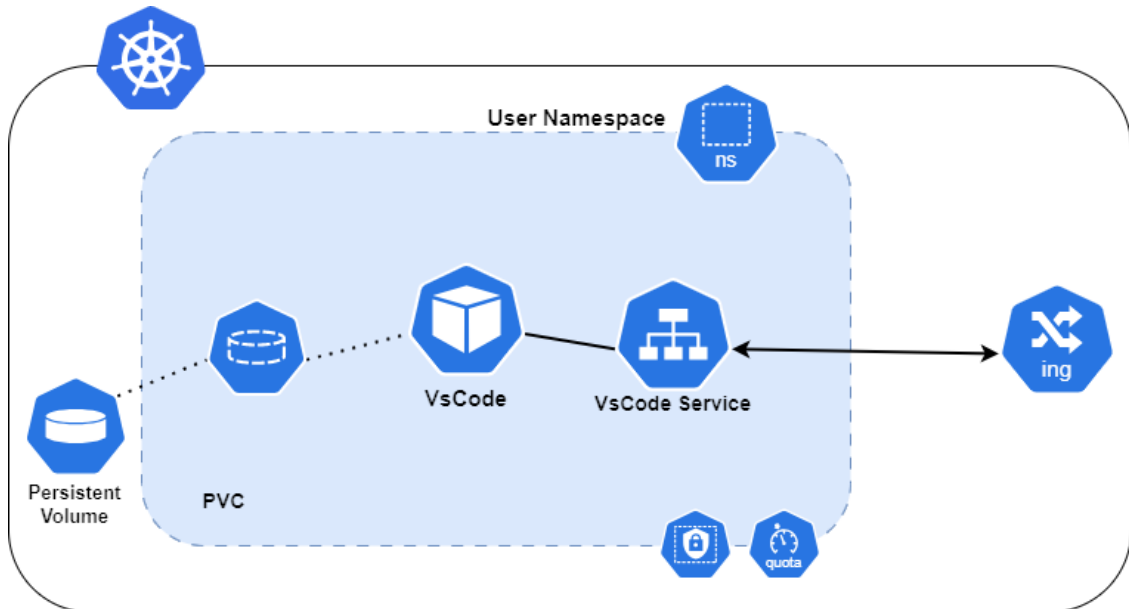 User Namespace
ns
VsCode
VsCode Service
ing
Persistent
Volume
PVC
quota